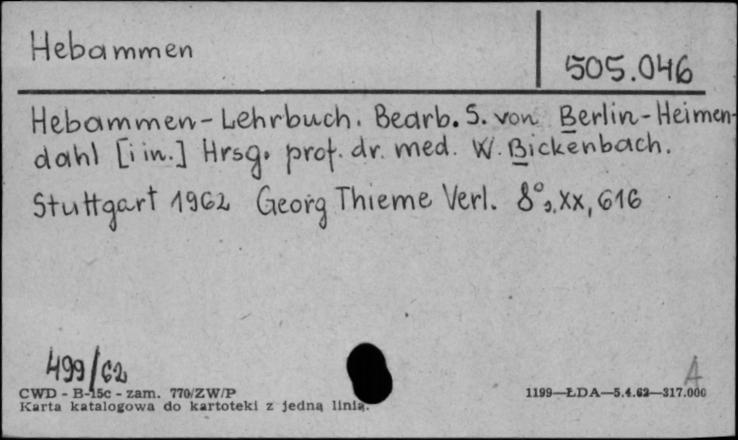 Hebammen
505.046
Hebammen-Lehrbuch. Bearb. S. von Berlin-Heimen-
dahl [i in.] Hrsg. prof. dr. med. W. Bickenbach.
Stuttgart 1962 Georg Thieme Verl. 8°, XX, 616
499/62
A
CWD - B-15c - zam. 770/ZW/P
1199—ŁDA—5.4.62—317.000
Karta katalogowa do kartoteki z jedną linią.